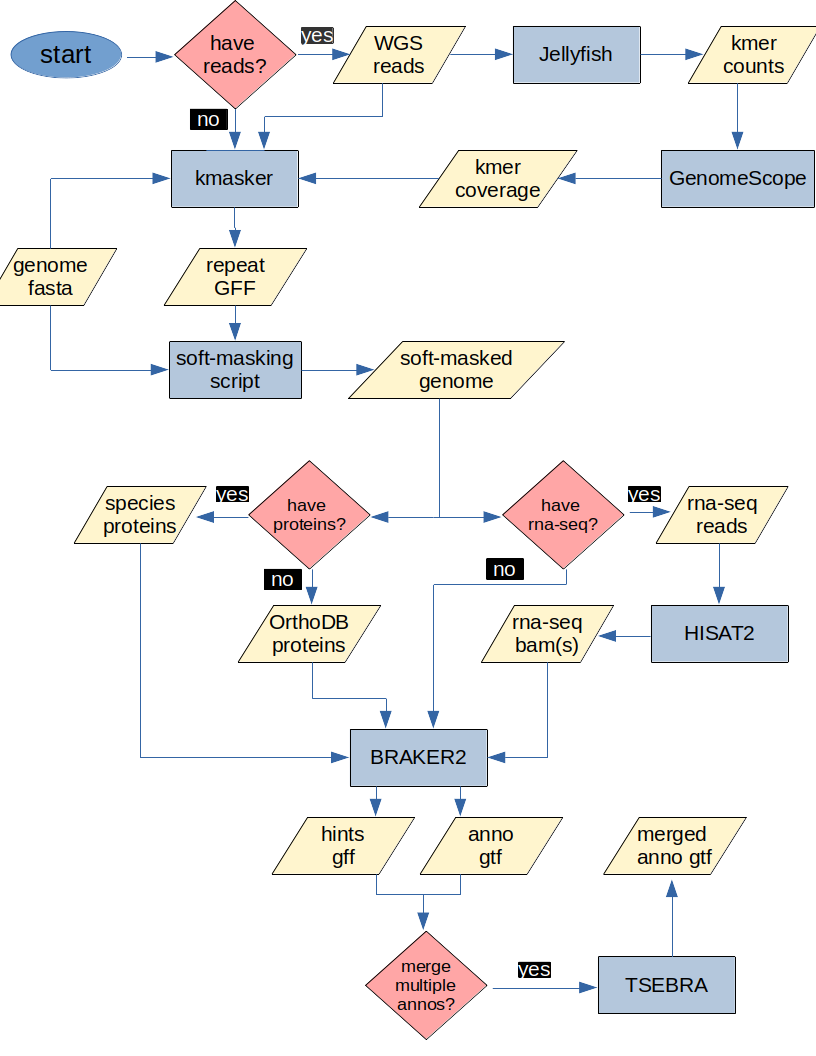 start
have
reads?
yes
WGS
reads
Jellyfish
kmer
counts
no
kmasker
kmer
coverage
GenomeScope
genome
fasta
repeat
GFF
soft-masking
script
soft-masked
genome
species
proteins
yes
have
proteins?
have
rna-seq?
yes
rna-seq
reads
no
no
OrthoDB
proteins
rna-seq
bam(s)
HISAT2
BRAKER2
hints
gff
anno
gtf
merged
anno gtf
merge
multiple
annos?
yes
TSEBRA